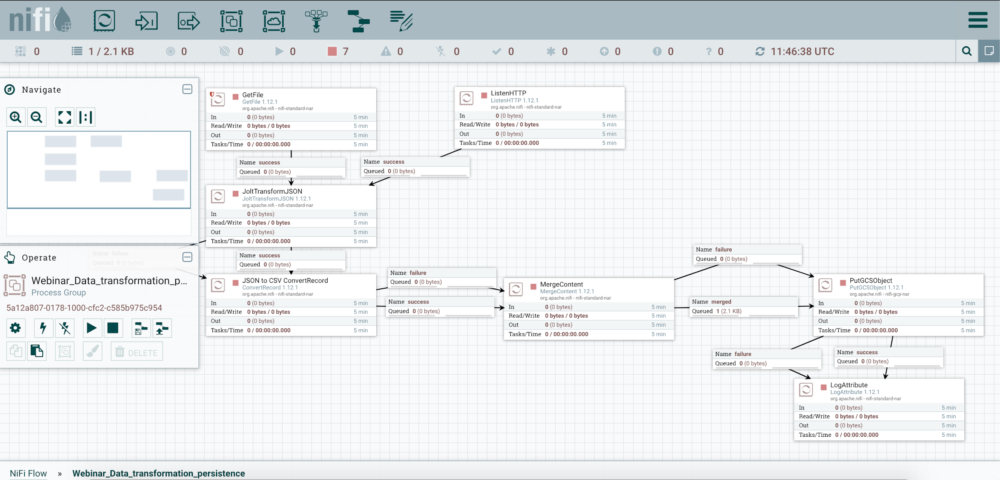 nifi
0
1 / 2.1 KB
0
0
0
7
0
0
0
0
0
0
? 0
11:46:38 UTC
Navigate
GetFile
GetFile 1.12.1
org.apache.nifi - nifi-standard-nar
In 0 (0 bytes) 5 min
Read/Write 0 bytes / 0 bytes 5 min
Out 0 (0 bytes) 5 min
Tasks/Time 0 / 00:00:00.000 5 min
ListenHTTP
ListenHTTP 1.12.1
org.apache.nifi - nifi-standard-nar
In 0 (0 bytes) 5 min
Read/Write 0 bytes / 0 bytes 5 min
Out 0 (0 bytes) 5 min
Tasks/Time 0 / 00:00:00.000 5 min
Name success
Queued 0 (0 bytes)
Name success
Queued 0 (0 bytes)
JoltTransformJSON
JoltTransformJSON 1.12.1
org.apache.nifi - nifi-standard-nar
In 0 (0 bytes) 5 min
Read/Write 0 bytes / 0 bytes 5 min
Out 0 (0 bytes) 5 min
Tasks/Time 0 / 00:00:00.000 5 min
Name failure
Queued 0 (0 bytes)
Operate
Webinar_Data_transformation_p...
Process Group
5a12a807-0178-1000-cfc2-c585b975c954
DELETE
Name success
Queued 0 (0 bytes)
JSON to CSV ConvertRecord
ConvertRecord 1.12.1
org.apache.nifi - nifi-standard-nar
In 0 (0 bytes) 5 min
Read/Write 0 bytes / 0 bytes 5 min
Out 0 (0 bytes) 5 min
Tasks/Time 0 / 00:00:00.000 5 min
Name failure
Queued 0 (0 bytes)
Name success
Queued 0 (0 bytes)
MergeContent
MergeContent 1.12.1
org.apache.nifi - nifi-standard-nar
In 0 (0 bytes) 5 min
Read/Write 0 bytes / 0 bytes 5 min
Out 0 (0 bytes) 5 min
Tasks/Time 0 / 00:00:00.000 5 min
Name failure
Queued 0 (0 bytes)
Name merged
Queued 1 (2.1 KB)
PutGCSObject
PutGCSObject 1.12.1
org.apache.nifi - nifi-gcp-nar
In 0 (0 bytes) 5 min
Read/Write 0 bytes / 0 bytes 5 min
Out 0 (0 bytes) 5 min
Tasks/Time 0 / 00:00:00.000 5 min
Name failure
Queued 0 (0 bytes)
Name success
Queued 0 (0 bytes)
LogAttribute
LogAttribute 1.12.1
org.apache.nifi - nifi-standard-nar
In 0 (0 bytes) 5 min
Read/Write 0 bytes / 0 bytes 5 min
Out 0 (0 bytes) 5 min
Tasks/Time 0 / 00:00:00.000 5 min
NiFi Flow » Webinar_Data_transformation_persistence